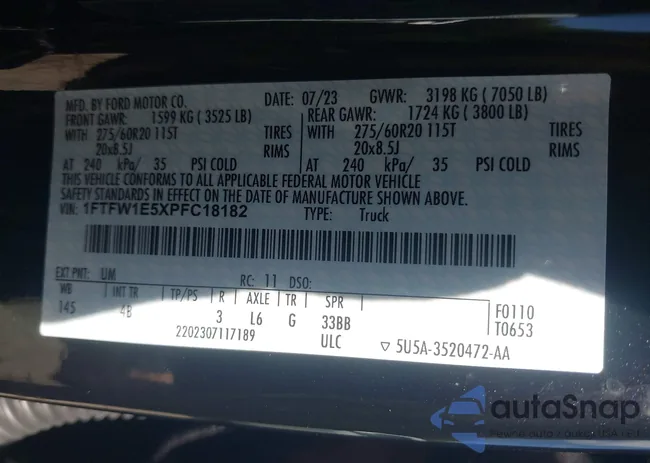 MFD. BY FORD MOTOR CO. DATE: 07/23 GVWR: 3198 KG ( 7050 LB)
FRONT GAWR: 1599 KG ( 3525 LB) REAR GAWR: 1724 KG ( 3800 LB)
WITH 275/60R20 115T TIRES WITH 275/60R20 115T TIRES
20x8.5J RIMS 20x8.5J RIMS
AT 240 kPa/ 35 PSI COLD AT 240 kPa/ 35 PSI COLD
THIS VEHICLE CONFORMS TO ALL APPLICABLE FEDERAL MOTOR VEHICLE
SAFETY STANDARDS IN EFFECT ON THE DATE OF MANUFACTURE SHOWN ABOVE.
VIN: 1FTFW1E5XPFC18182 TYPE: Truck
EXT PNT: UM RC: 11 DSO:
WB INT TR TP/PS R AXLE TR SPR
145 4B 3 L6 G 33BB
F0110
T0653
2202307117189 ULC ▽ 5U5A-3520472-AA
autaSnap